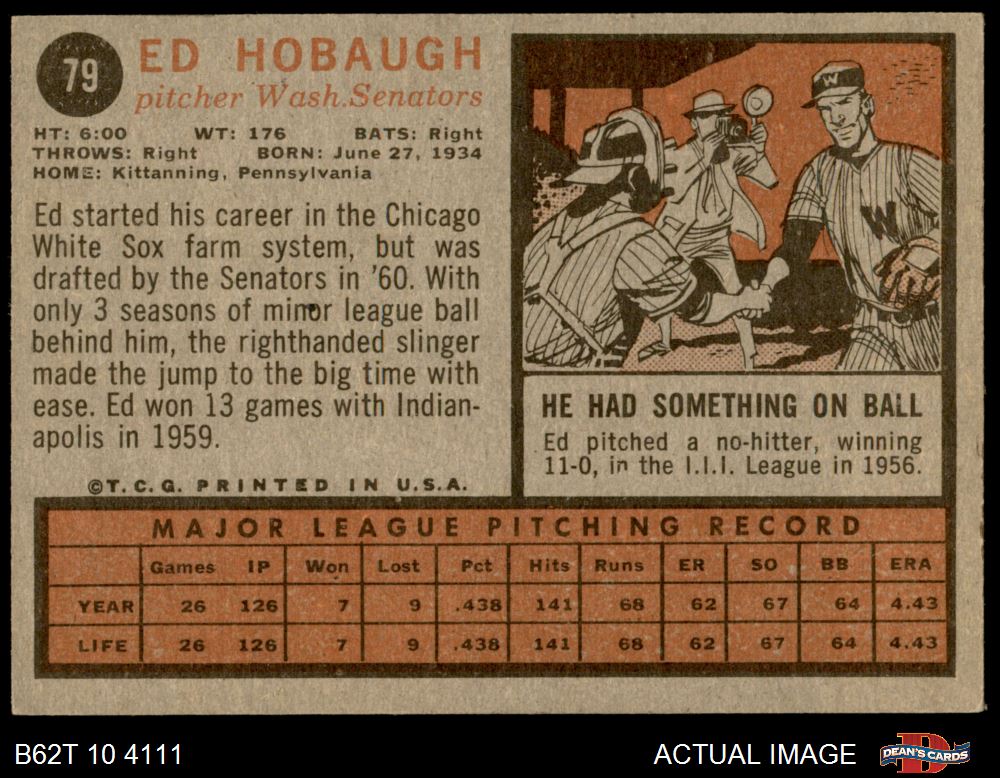 79
ED HOBAUGH
pitcher Wash. Senators
HT: 6:00 WT: 176 BATS: Right
THROWS: Right BORN: June 27, 1934
HOME: Kittanning, Pennsylvania
Ed started his career in the Chicago
White Sox farm system, but was
drafted by the Senators in '60. With
only 3 seasons of minor league ball
behind him, the righthanded slinger
made the jump to the big time with
ease. Ed won 13 games with Indian-
apolis in 1959.
©T.C.G. PRINTED IN U.S.A.
W
W
HE HAD SOMETHING ON BALL
Ed pitched a no-hitter, winning
11-0, in the I.I.I. League in 1956.
MAJOR LEAGUE PITCHING RECORD
Games IP Won Lost Pct Hits Runs ER SO BB ERA
YEAR 26 126 7 9 .438 141 68 62 67 64 4.43
LIFE 26 126 7 9 .438 141 68 62 67 64 4.43
B62T 10 4111 ACTUAL IMAGE
D
DEAN'S CARDS